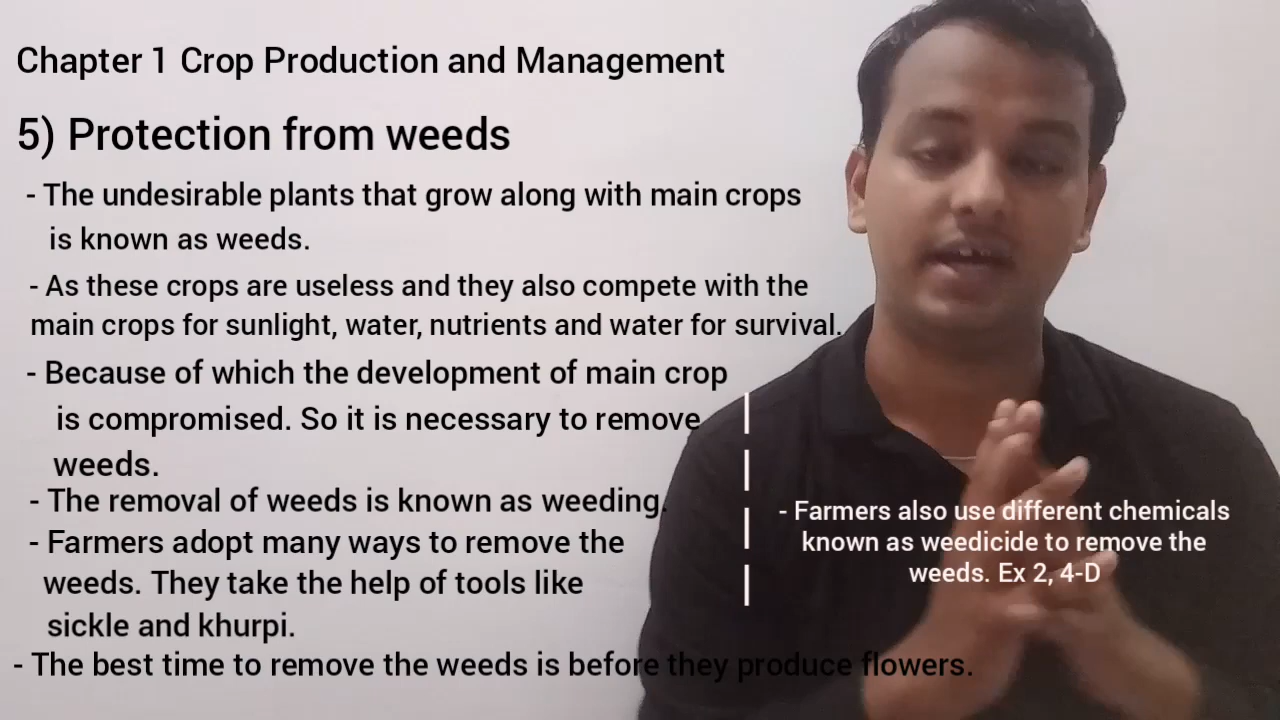 Chapter 1 Crop Production and Management
5) Protection from weeds
- The undesirable plants that grow along with main crops
is known as weeds.
- As these crops are useless and they also compete with the
main crops for sunlight, water, nutrients and water for survival.
- Because of which the development of main crop
is compromised. So it is necessary to remove
weeds.
- The removal of weeds is known as weeding.
- Farmers adopt many ways to remove the
weeds. They take the help of tools like
sickle and khurpi.
- The best time to remove the weeds is before they produce flowers.
- Farmers also use different chemicals
known as weedicide to remove the
weeds. Ex 2, 4-D